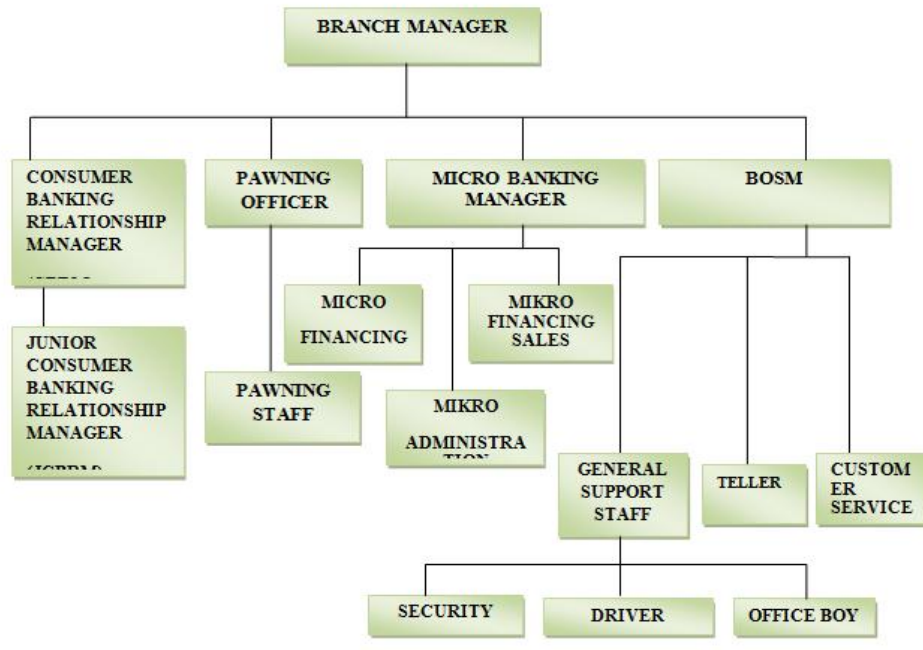 BRANCH MANAGER
CONSUMER
BANKING
RELATIONSHIP
MANAGER
PAWNING
OFFICER
MICRO BANKING
MANAGER
BOSM
MICRO
FINANCING
MIKRO
FINANCING
SALES
JUNIOR
CONSUMER
BANKING
RELATIONSHIP
MANAGER
PAWNING
STAFF
MIKRO
ADMINISTRA
TION
GENERAL
SUPPORT
STAFF
TELLER
CUSTOM
ER
SERVICE
SECURITY
DRIVER
OFFICE BOY